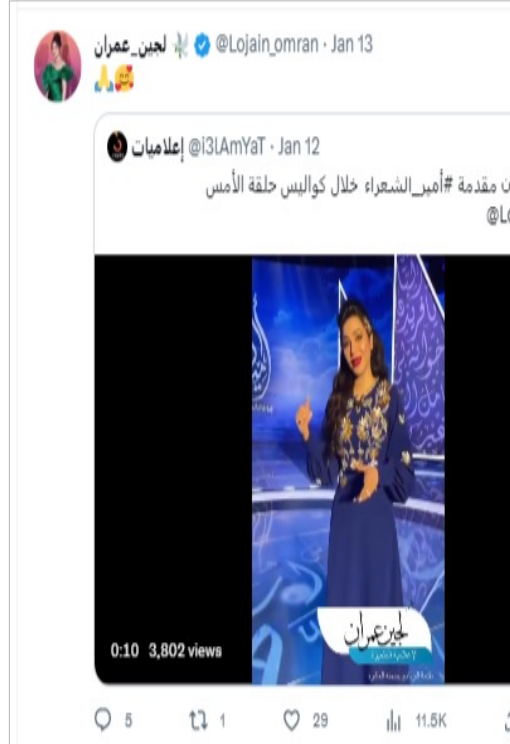 لجين_عمران 🕊️ @Lojain_omran · Jan 13
🙏🥰
إعلاميات @i3lAmYaT · Jan 12
مقدمة #أمير_الشعراء خلال كواليس حلقة الأمس
@Lo
لجين عمران
0:10 3,802 views
5 1 29 11.5K